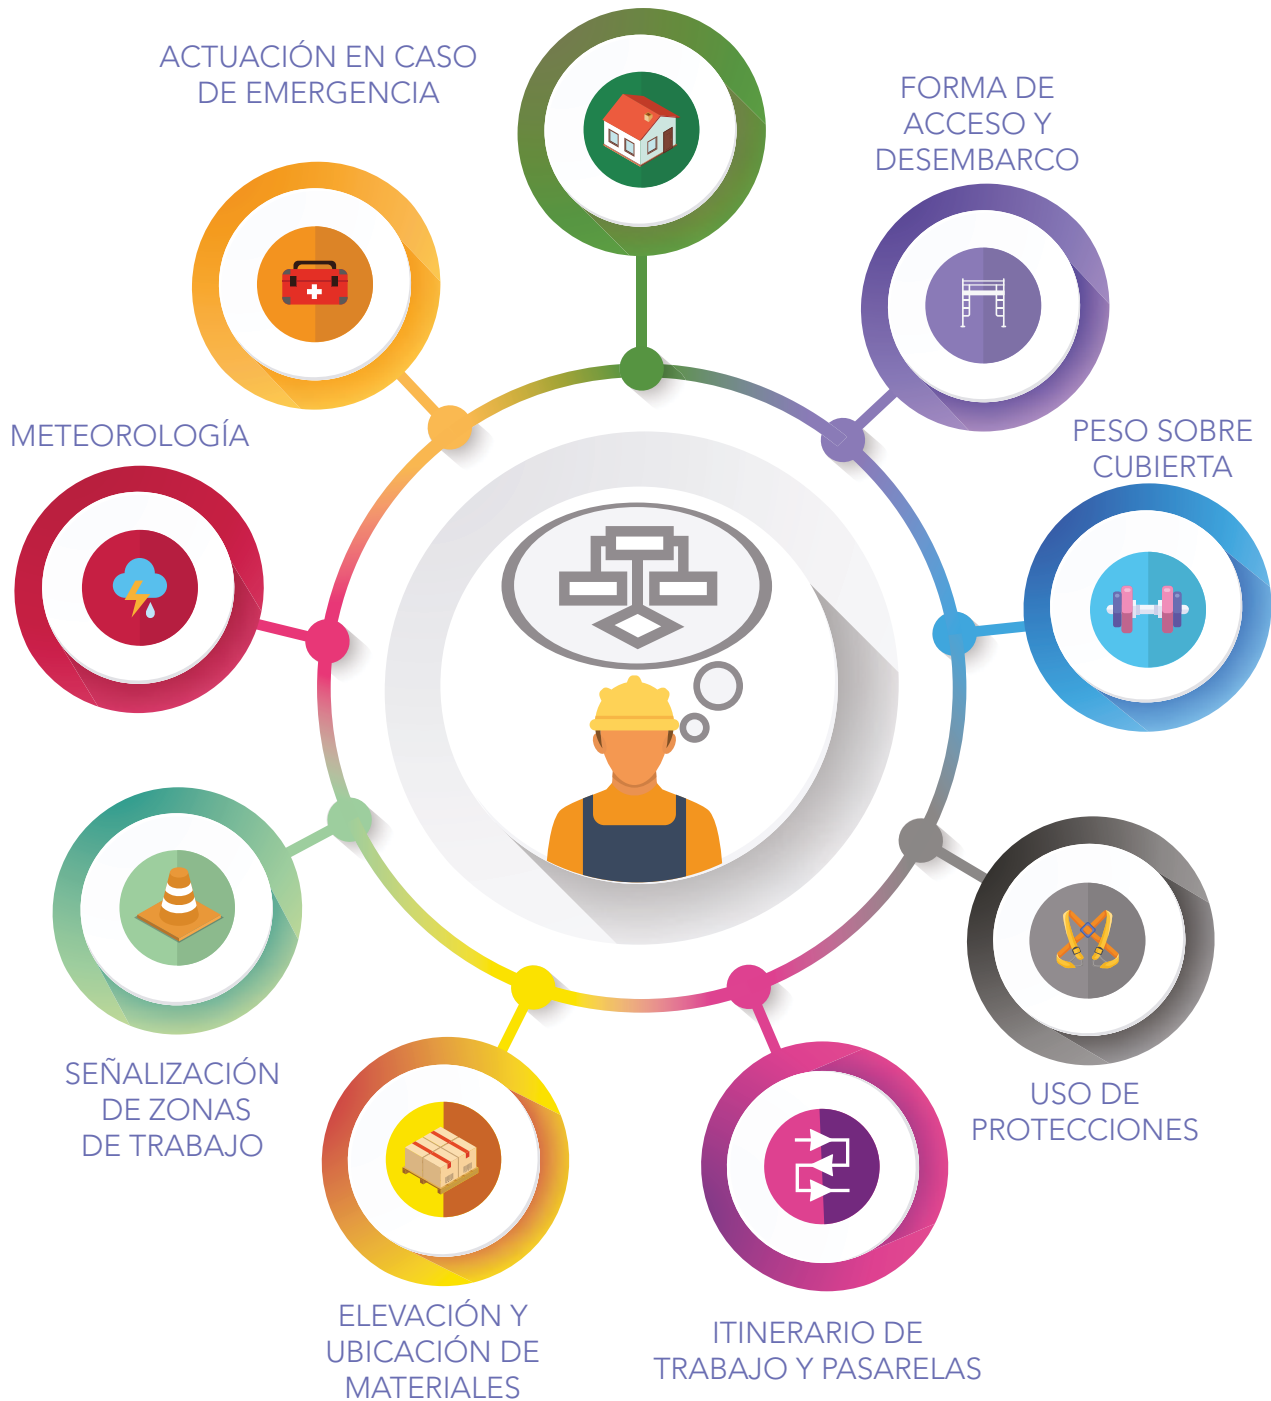 ACTUACIÓN EN CASO
DE EMERGENCIA
FORMA DE
ACCESO Y
DESEMBARCO
METEOROLOGÍA
PESO SOBRE
CUBIERTA
SEÑALIZACIÓN
DE ZONAS
DE TRABAJO
USO DE
PROTECCIONES
ELEVACIÓN Y
UBICACIÓN DE
MATERIALES
ITINERARIO DE
TRABAJO Y PASARELAS